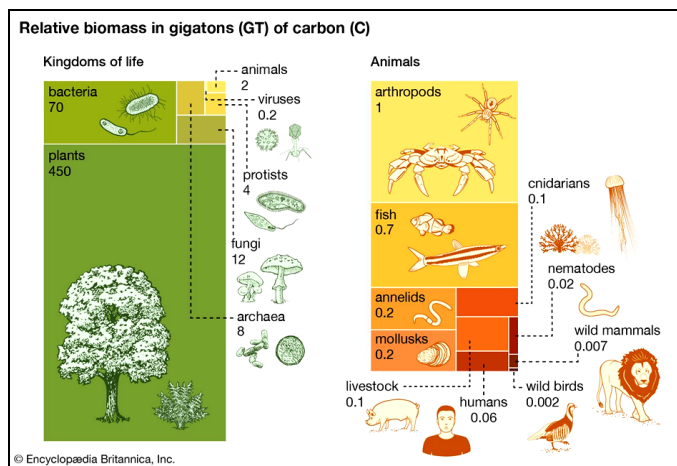 Relative biomass in gigatons (GT) of carbon (C)
Kingdoms of life
bacteria
70
plants
450
animals
2
viruses
0.2
protists
4
fungi
12
archaea
8
Animals
arthropods
1
fish
0.7
annelids
0.2
mollusks
0.2
cnidarians
0.1
nematodes
0.02
wild mammals
0.007
livestock
0.1
humans
0.06
wild birds
0.002
© Encyclopædia Britannica, Inc.